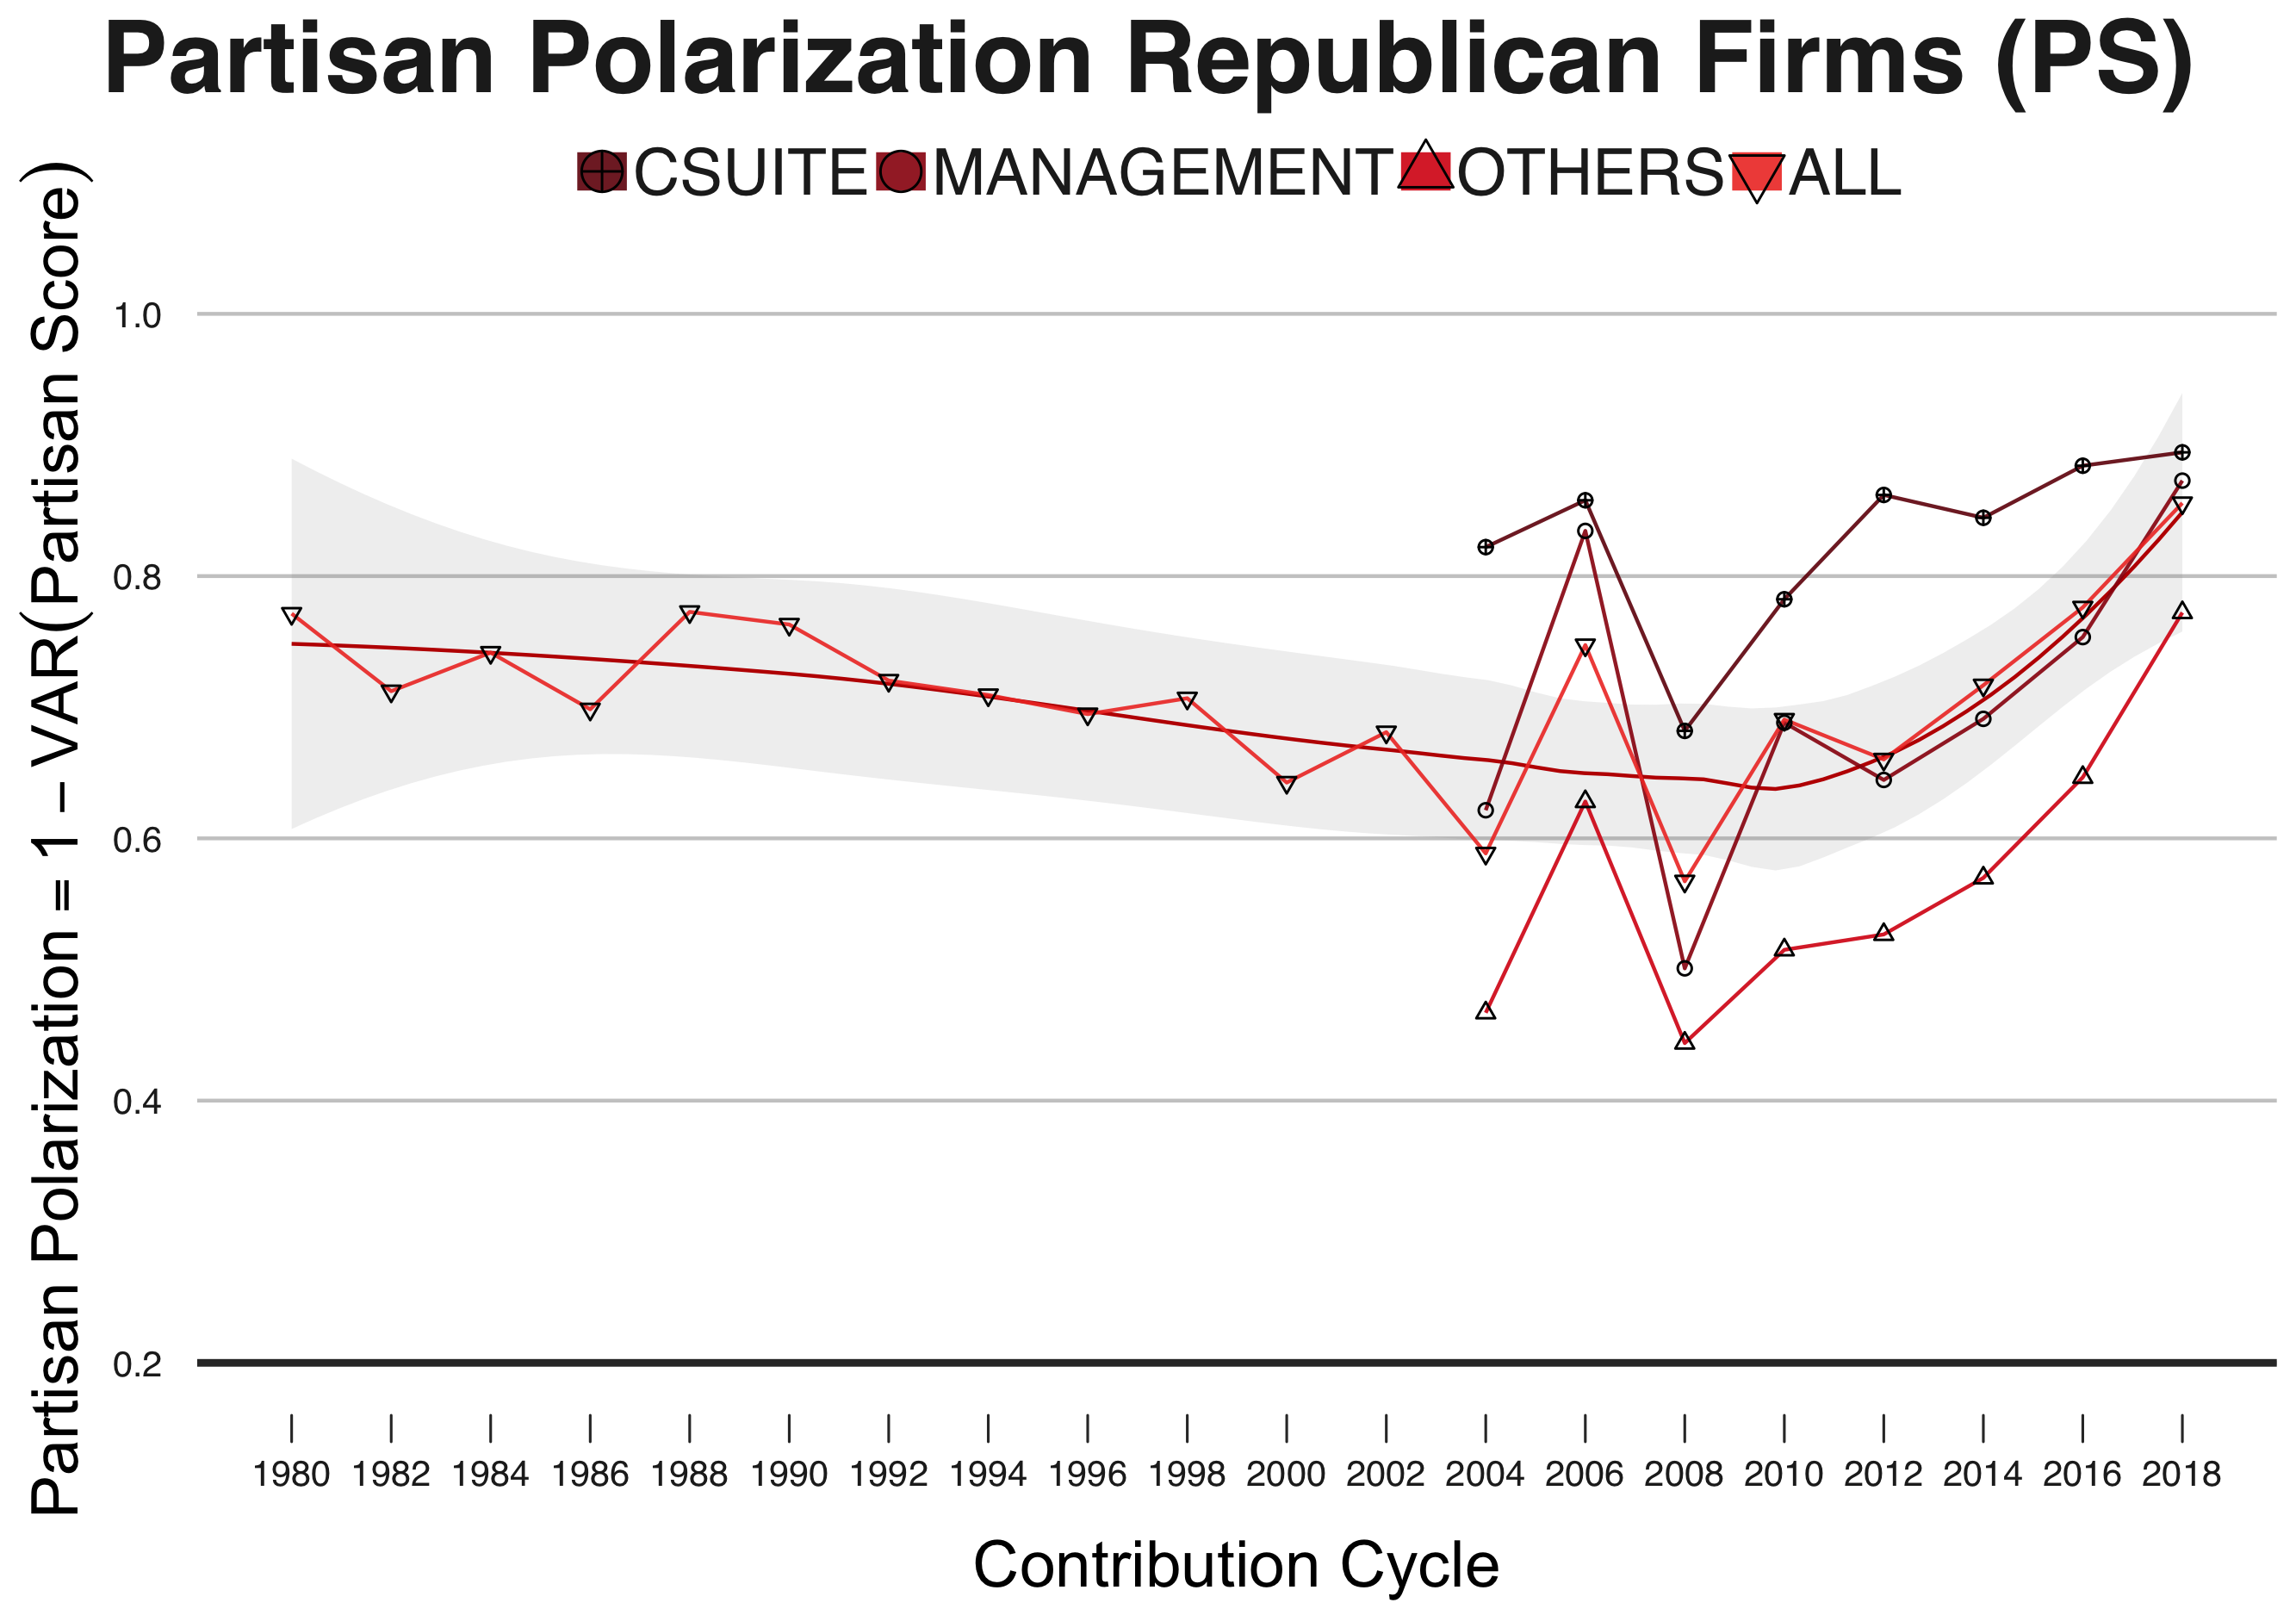 Partisan Polarization Republican Firms (PS)
CSUITE MANAGEMENT OTHERS ALL
Partisan Polarization = 1 − VAR(Partisan Score)
1.0
0.8
0.6
0.4
0.2
1980 1982 1984 1986 1988 1990 1992 1994 1996 1998 2000 2002 2004 2006 2008 2010 2012 2014 2016 2018
Contribution Cycle